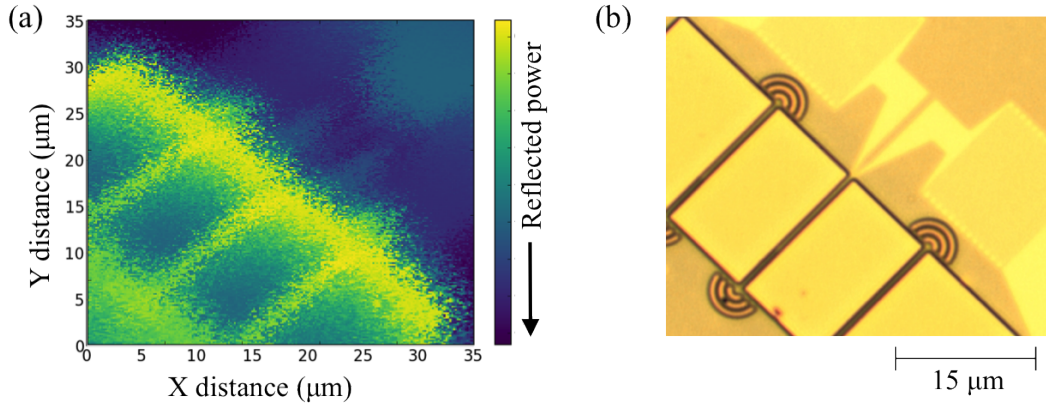 (a)
35
30
25
20
15
10
5
0
0 5 10 15 20 25 30 35
Y distance (μm)
X distance (μm)
Reflected power
(b)
15 μm